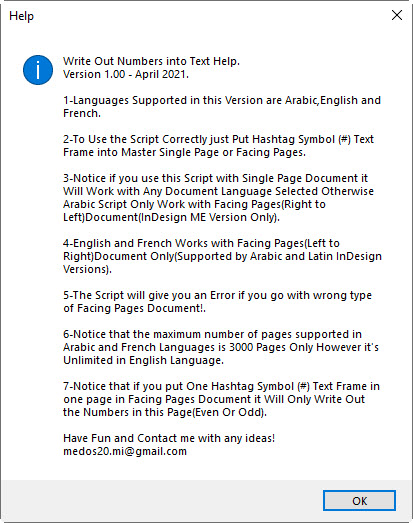 Help
Write Out Numbers into Text Help.
Version 1.00 - April 2021.
1-Languages Supported in this Version are Arabic,English and
French.
2-To Use the Script Correctly just Put Hashtag Symbol (#) Text
Frame into Master Single Page or Facing Pages.
3-Notice if you use this Script with Single Page Document it
Will Work with Any Document Language Selected Otherwise
Arabic Script Only Work with Facing Pages(Right to
Left)Document(InDesign ME Version Only).
4-English and French Works with Facing Pages(Left to
Right)Document Only(Supported by Arabic and Latin InDesign
Versions).
5-The Script will give you an Error if you go with wrong type
of Facing Pages Document!.
6-Notice that the maximum number of pages supported in
Arabic and French Languages is 3000 Pages Only However it's
Unlimited in English Language.
7-Notice that if you put One Hashtag Symbol (#) Text Frame in
one page in Facing Pages Document it Will Only Write Out
the Numbers in this Page(Even Or Odd).
Have Fun and Contact me with any ideas!
medos20.mi@gmail.com
OK